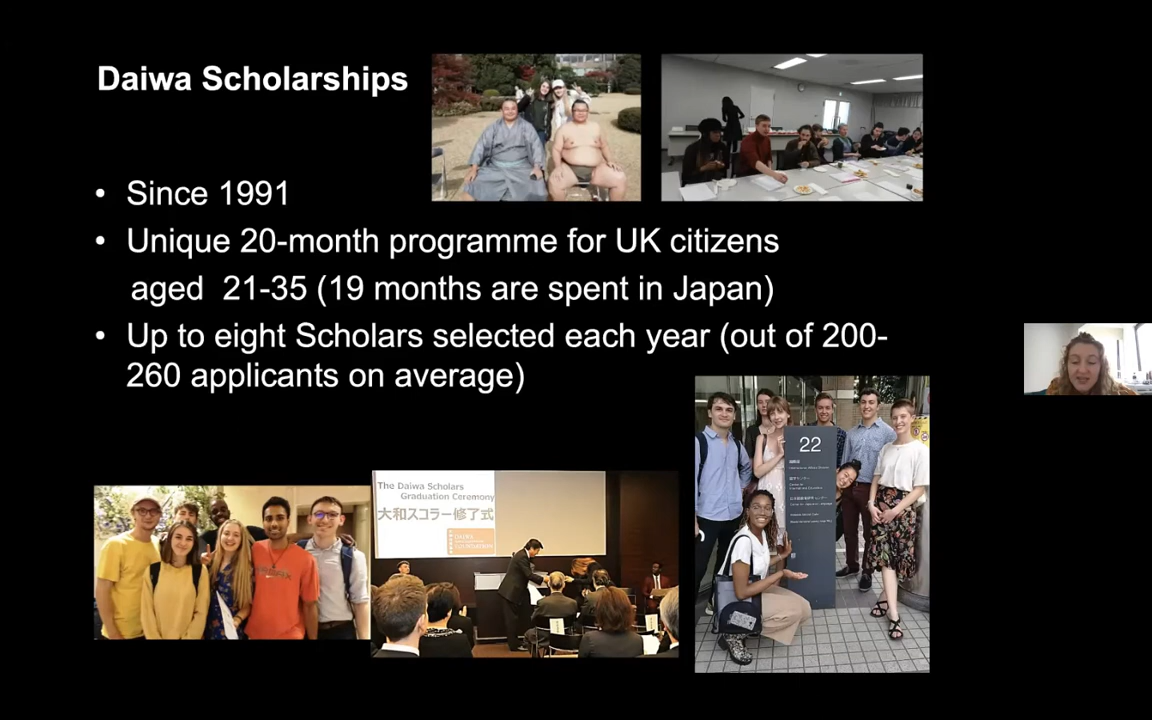 Daiwa Scholarships
• Since 1991
• Unique 20-month programme for UK citizens
aged 21-35 (19 months are spent in Japan)
• Up to eight Scholars selected each year (out of 200-
260 applicants on average)
22
The Daiwa Scholars
Graduation Ceremony
大和スコラー修了式